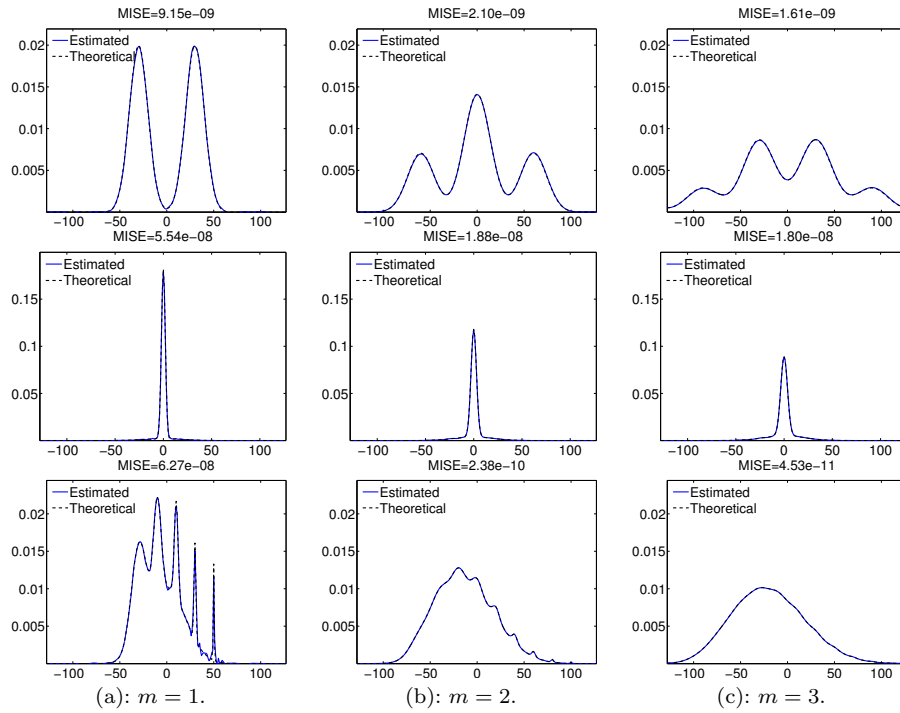 MISE=9.15e-09
MISE=2.10e-09
MISE=1.61e-09
0.02
0.015
0.01
0.005
Estimated
Theoretical
-100 -50 0 50 100
0.02
0.015
0.01
0.005
Estimated
Theoretical
-100 -50 0 50 100
0.02
0.015
0.01
0.005
Estimated
Theoretical
-100 -50 0 50 100
MISE=5.54e-08
MISE=1.88e-08
MISE=1.80e-08
0.15
0.1
0.05
Estimated
Theoretical
-100 -50 0 50 100
0.15
0.1
0.05
Estimated
Theoretical
-100 -50 0 50 100
0.15
0.1
0.05
Estimated
Theoretical
-100 -50 0 50 100
MISE=6.27e-08
MISE=2.38e-10
MISE=4.53e-11
0.02
0.015
0.01
0.005
Estimated
Theoretical
-100 -50 0 50 100
0.02
0.015
0.01
0.005
Estimated
Theoretical
-100 -50 0 50 100
0.02
0.015
0.01
0.005
Estimated
Theoretical
-100 -50 0 50 100
(a): m = 1.
(b): m = 2.
(c): m = 3.